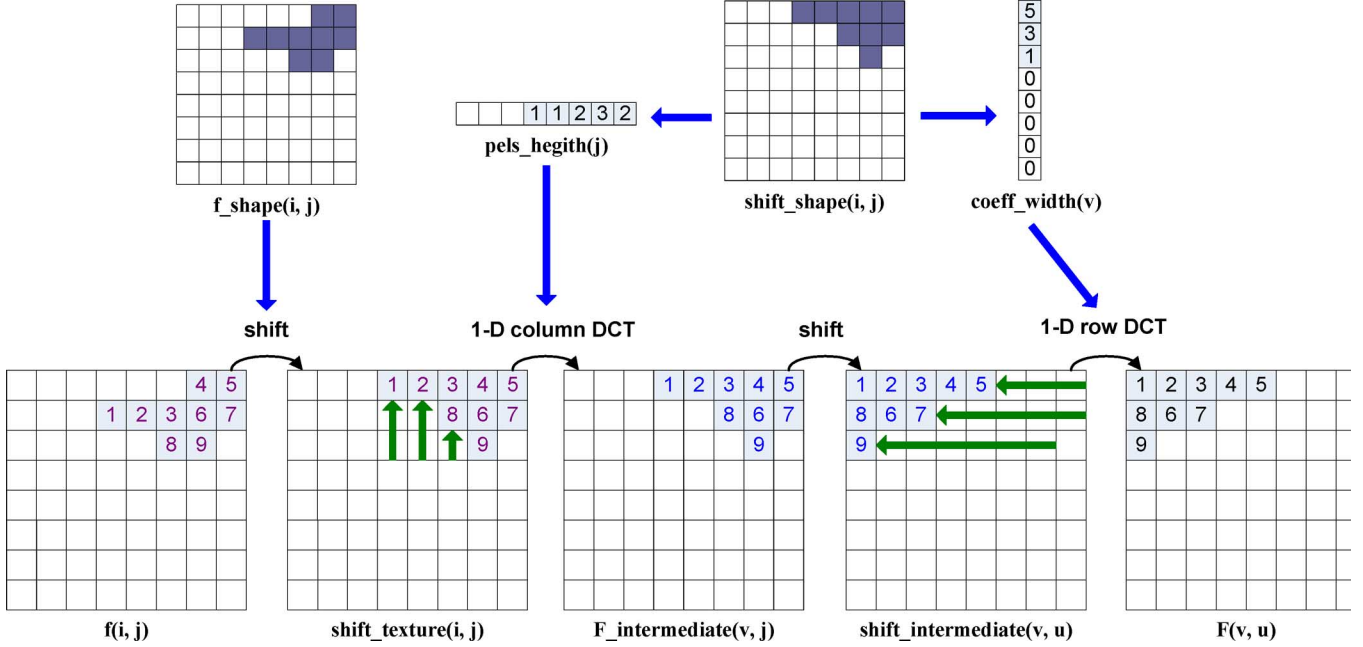 5
3
1
0
0
0
0
0
1 1 2 3 2
pels_hegith(j)
f_shape(i, j)
shift_shape(i, j)
coeff_width(v)
shift
1-D column DCT
shift
1-D row DCT
4 5
1 2 3 6 7
8 9
1 2 3 4 5
8 6 7
9
1 2 3 4 5
8 6 7
9
1 2 3 4 5
8 6 7
9
1 2 3 4 5
8 6 7
9
f(i, j)
shift_texture(i, j)
F_intermediate(v, j)
shift_intermediate(v, u)
F(v, u)